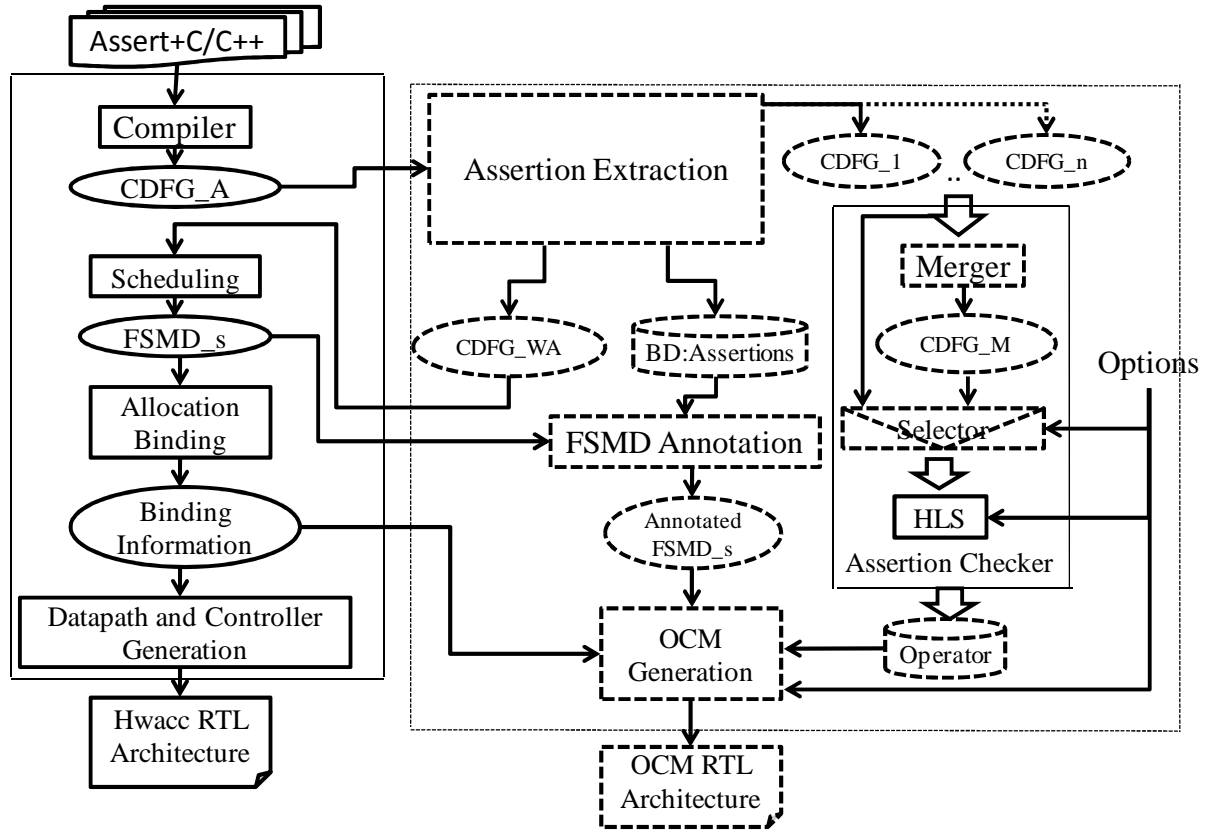 Assert+C/C++
Compiler
CDFG_A
Scheduling
FSMD_s
Allocation
Binding
Binding
Information
Datapath and Controller
Generation
Hwacc RTL
Architecture
Assertion Extraction
CDFG_WA
BD:Assertions
FSMD Annotation
Annotated
FSMD_s
OCM
Generation
OCM RTL
Architecture
CDFG_1
..
CDFG_n
Merger
CDFG_M
Selector
HLS
Assertion Checker
Operator
Options